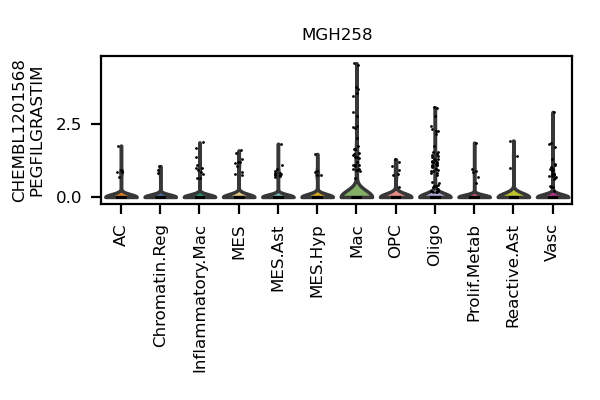 MGH258
CHEMBL1201568
PEGFILGRASTIM
2.5
0.0
AC
Chromatin.Reg
Inflammatory.Mac
MES
MES.Ast
MES.Hyp
Mac
OPC
Oligo
Prolif.Metab
Reactive.Ast
Vasc